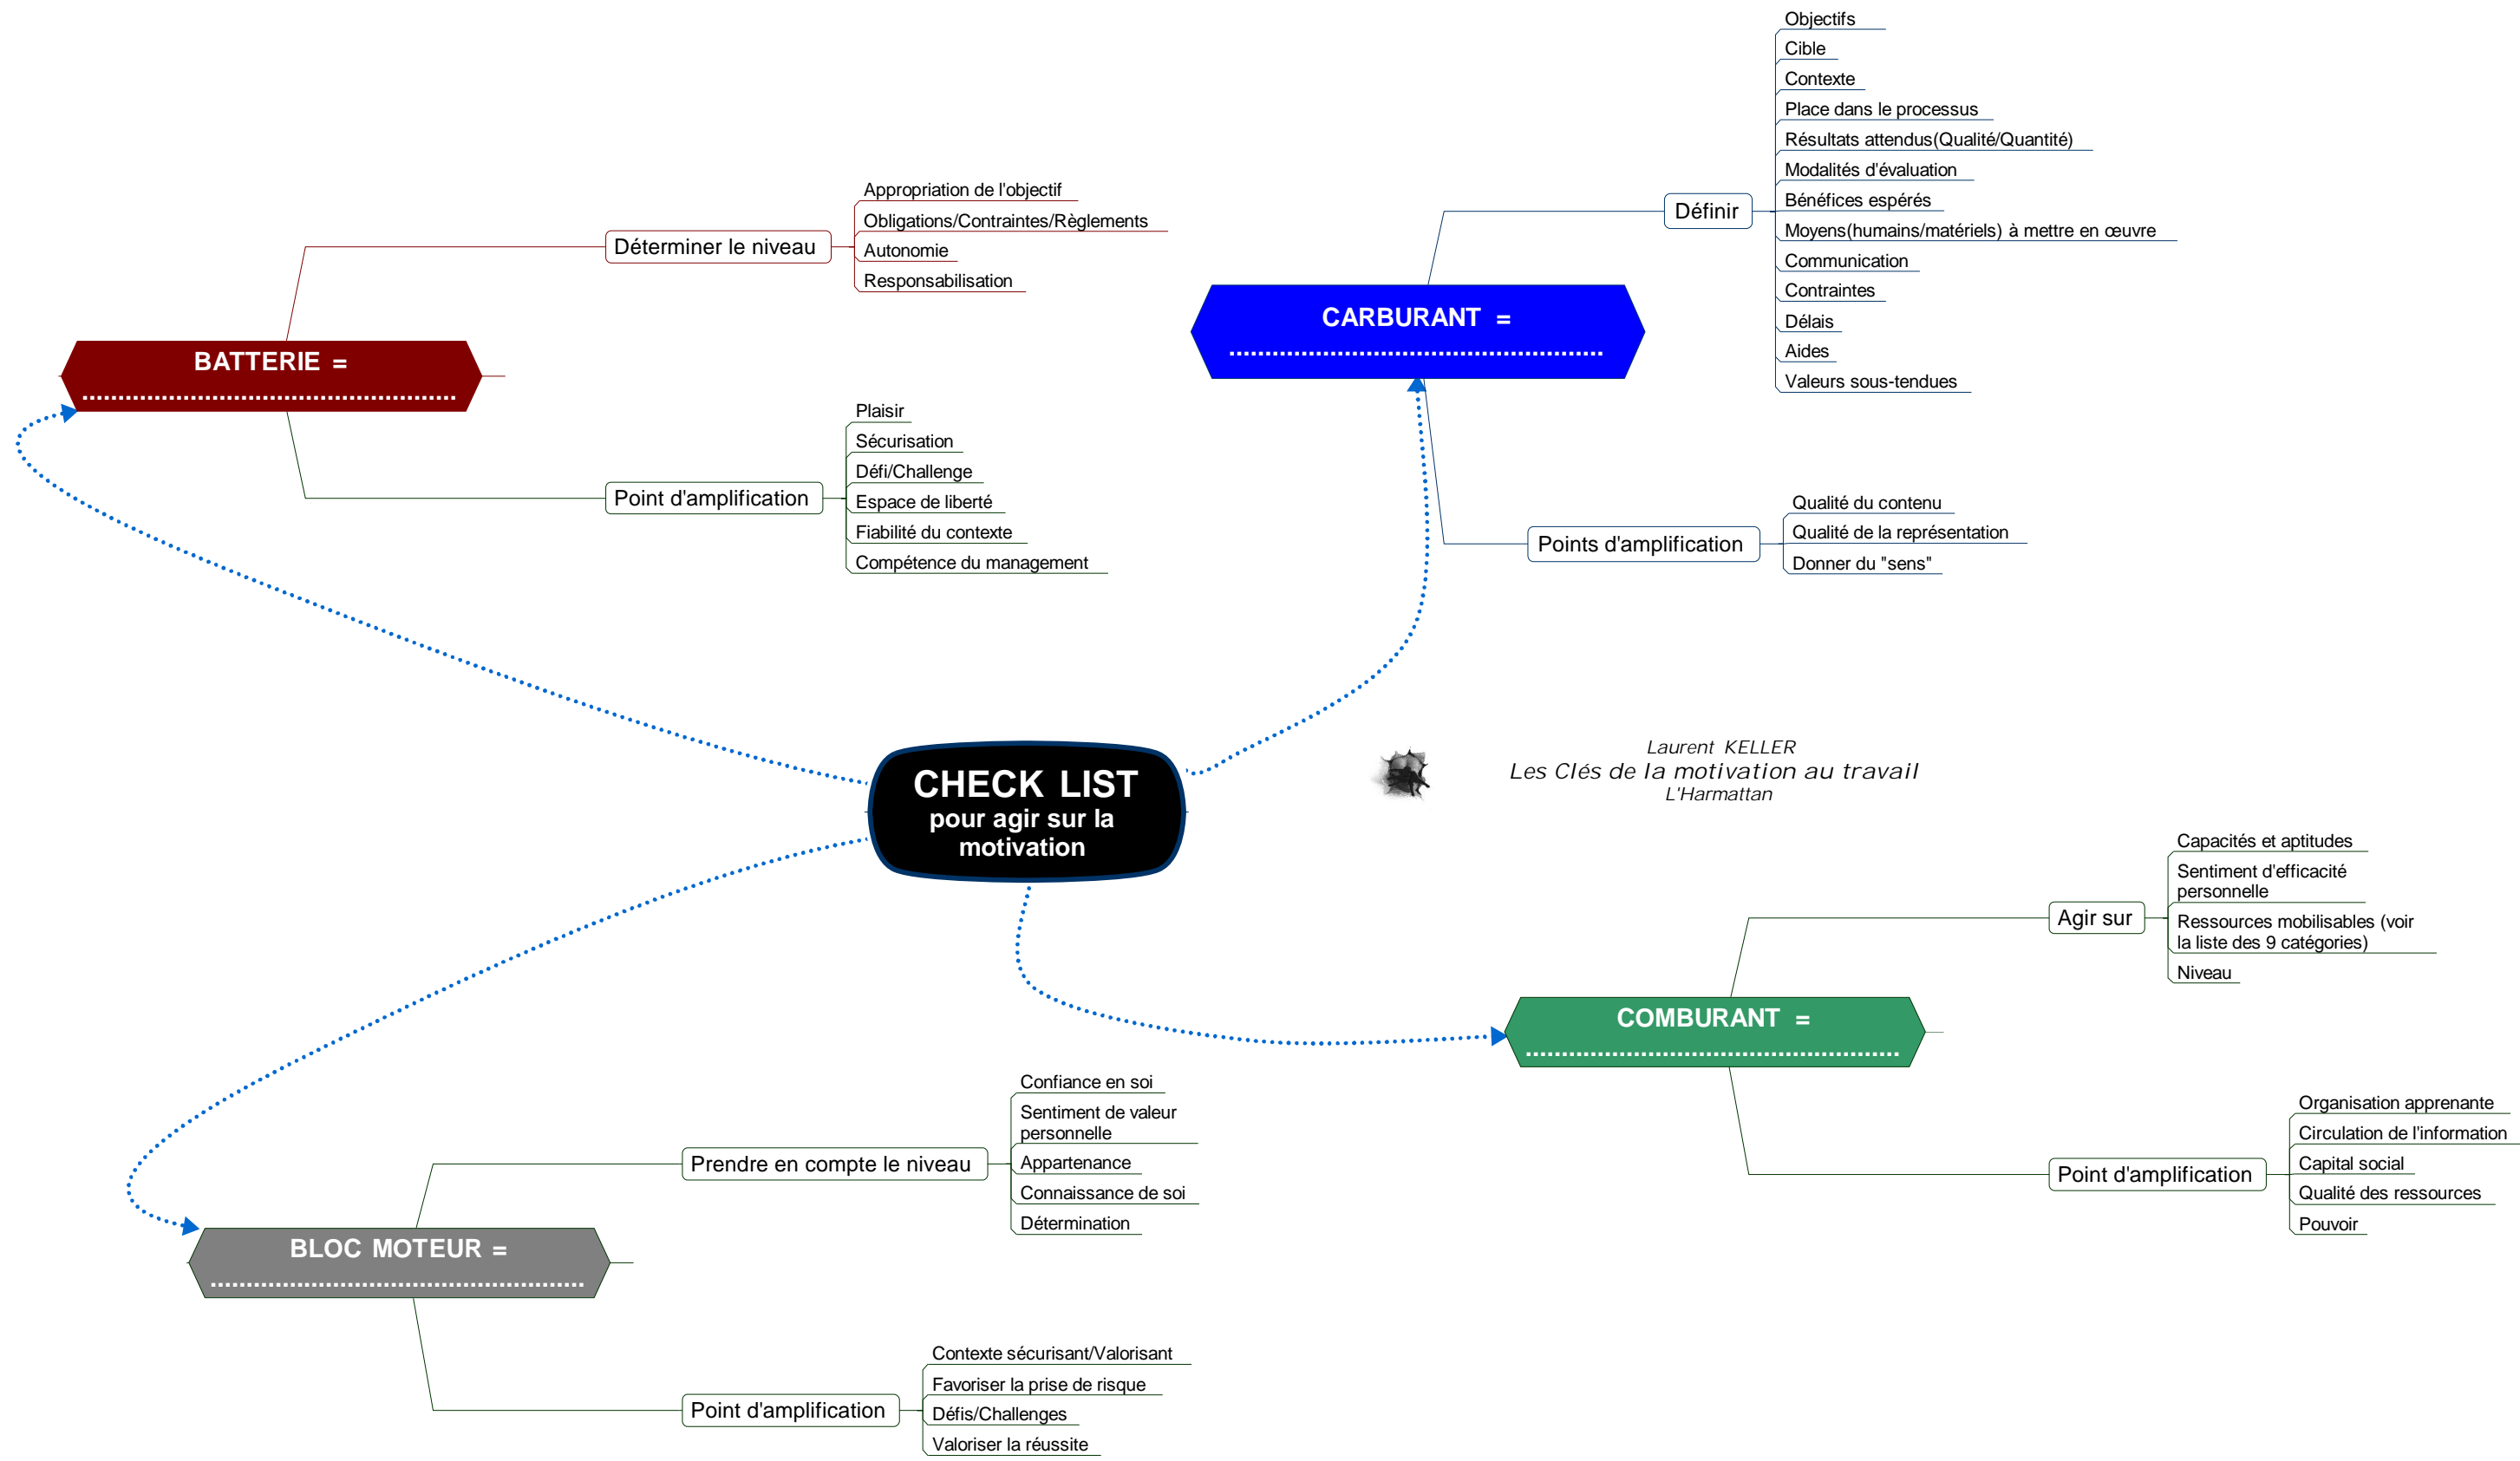 CHECK LIST
pour agir sur la
motivation
BATTERIE =
....................................................
Déterminer le niveau
Appropriation de l'objectif
Obligations/Contraintes/Règlements
Autonomie
Responsabilisation
Point d'amplification
Plaisir
Sécurisation
Défi/Challenge
Espace de liberté
Fiabilité du contexte
Compétence du management
CARBURANT =
....................................................
Définir
Objectifs
Cible
Contexte
Place dans le processus
Résultats attendus(Qualité/Quantité)
Modalités d'évaluation
Bénéfices espérés
Moyens(humains/matériels) à mettre en œuvre
Communication
Contraintes
Délais
Aides
Valeurs sous-tendues
Points d'amplification
Qualité du contenu
Qualité de la représentation
Donner du "sens"
Laurent KELLER
Les Clés de la motivation au travail
L'Harmattan
COMBURANT =
....................................................
Agir sur
Capacités et aptitudes
Sentiment d'efficacité
personnelle
Ressources mobilisables (voir
la liste des 9 catégories)
Niveau
Point d'amplification
Organisation apprenante
Circulation de l'information
Capital social
Qualité des ressources
Pouvoir
BLOC MOTEUR =
....................................................
Prendre en compte le niveau
Confiance en soi
Sentiment de valeur
personnelle
Appartenance
Connaissance de soi
Détermination
Point d'amplification
Contexte sécurisant/Valorisant
Favoriser la prise de risque
Défis/Challenges
Valoriser la réussite